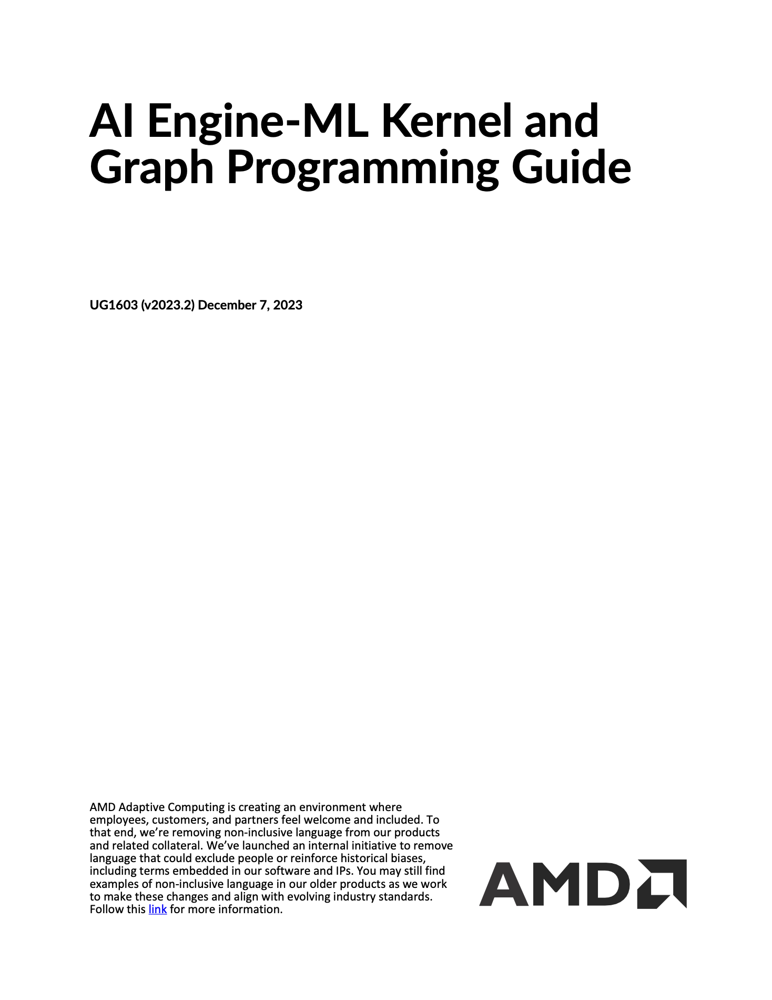 AI Engine-ML Kernel and
Graph Programming Guide
UG1603 (v2023.2) December 7, 2023
AMD Adaptive Computing is creating an environment where
employees, customers, and partners feel welcome and included. To
that end, we’re removing non-inclusive language from our products
and related collateral. We’ve launched an internal initiative to remove
language that could exclude people or reinforce historical biases,
including terms embedded in our software and IPs. You may still find
examples of non-inclusive language in our older products as we work
to make these changes and align with evolving industry standards.
Follow this link for more information.
AMD